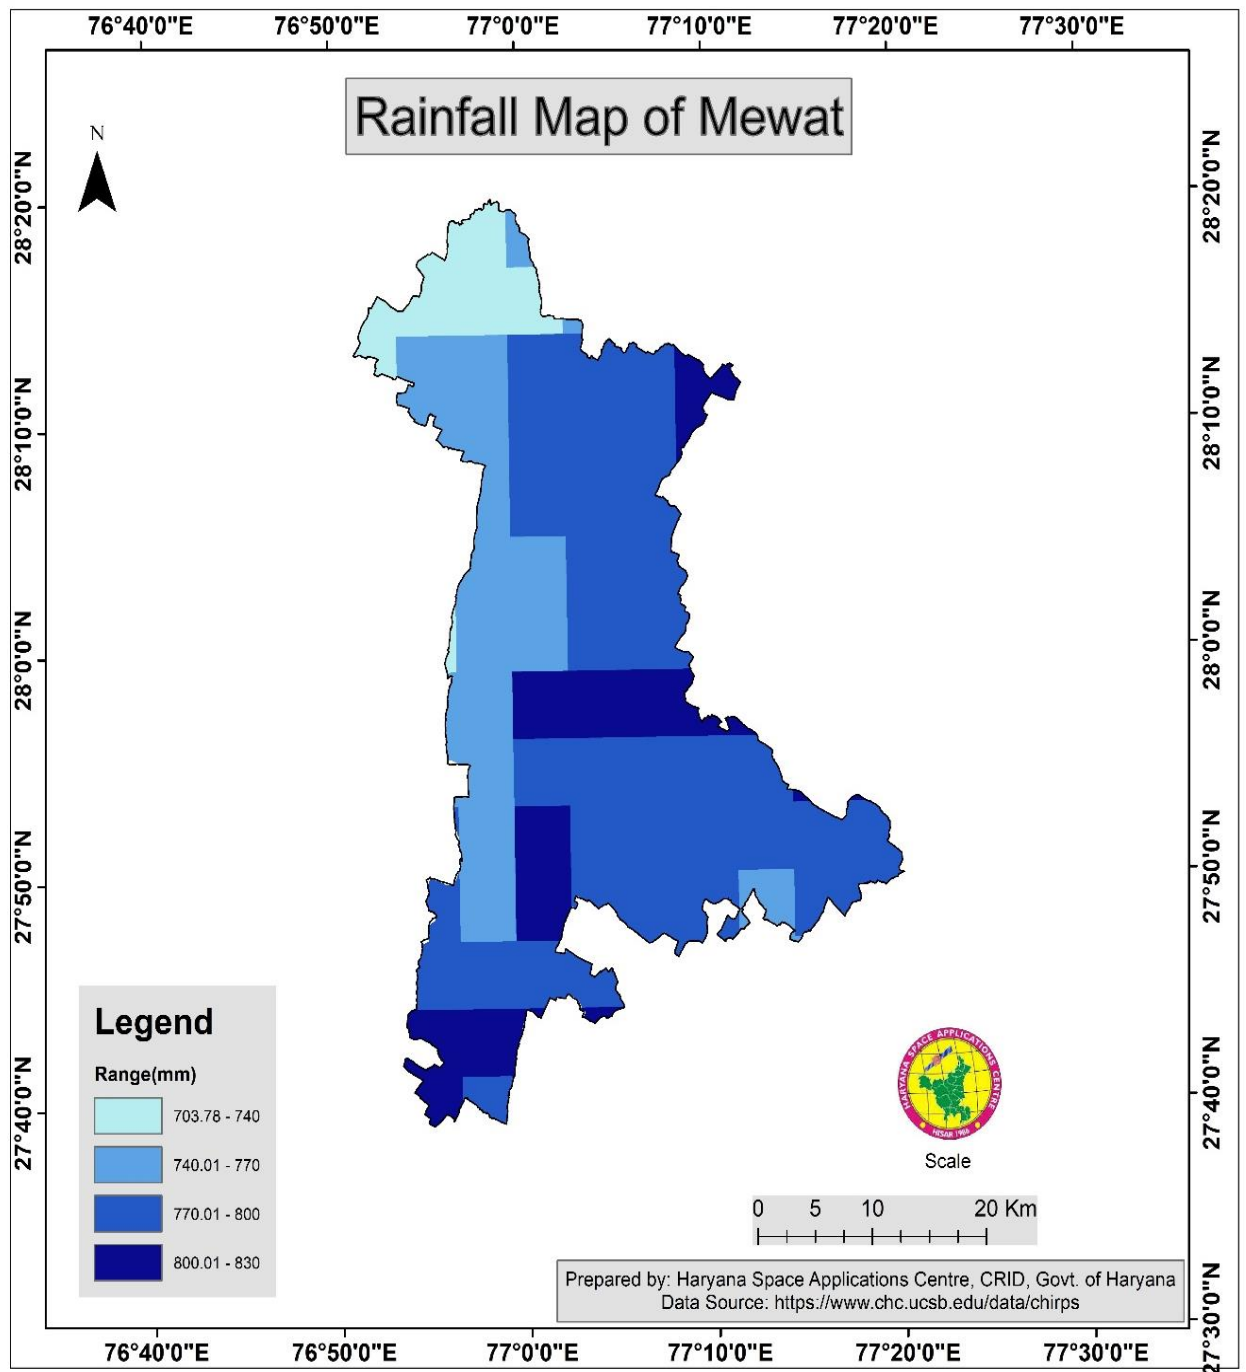 76°40'0"E 76°50'0"E 77°0'0"E 77°10'0"E 77°20'0"E 77°30'0"E
Rainfall Map of Mewat
N
28°20'0"N
28°10'0"N
28°0'0"N
27°50'0"N
27°40'0"N
28°20'0"N
28°10'0"N
28°0'0"N
27°50'0"N
27°40'0"N
27°30'0"N
Legend
Range(mm)
703.78 - 740
740.01 - 770
770.01 - 800
800.01 - 830
HARYANA SPACE APPLICATIONS CENTRE
HISAR 1986
Scale
0 5 10 20 Km
Prepared by: Haryana Space Applications Centre, CRID, Govt. of Haryana
Data Source: https://www.chc.ucsb.edu/data/chirps
76°40'0"E 76°50'0"E 77°0'0"E 77°10'0"E 77°20'0"E 77°30'0"E